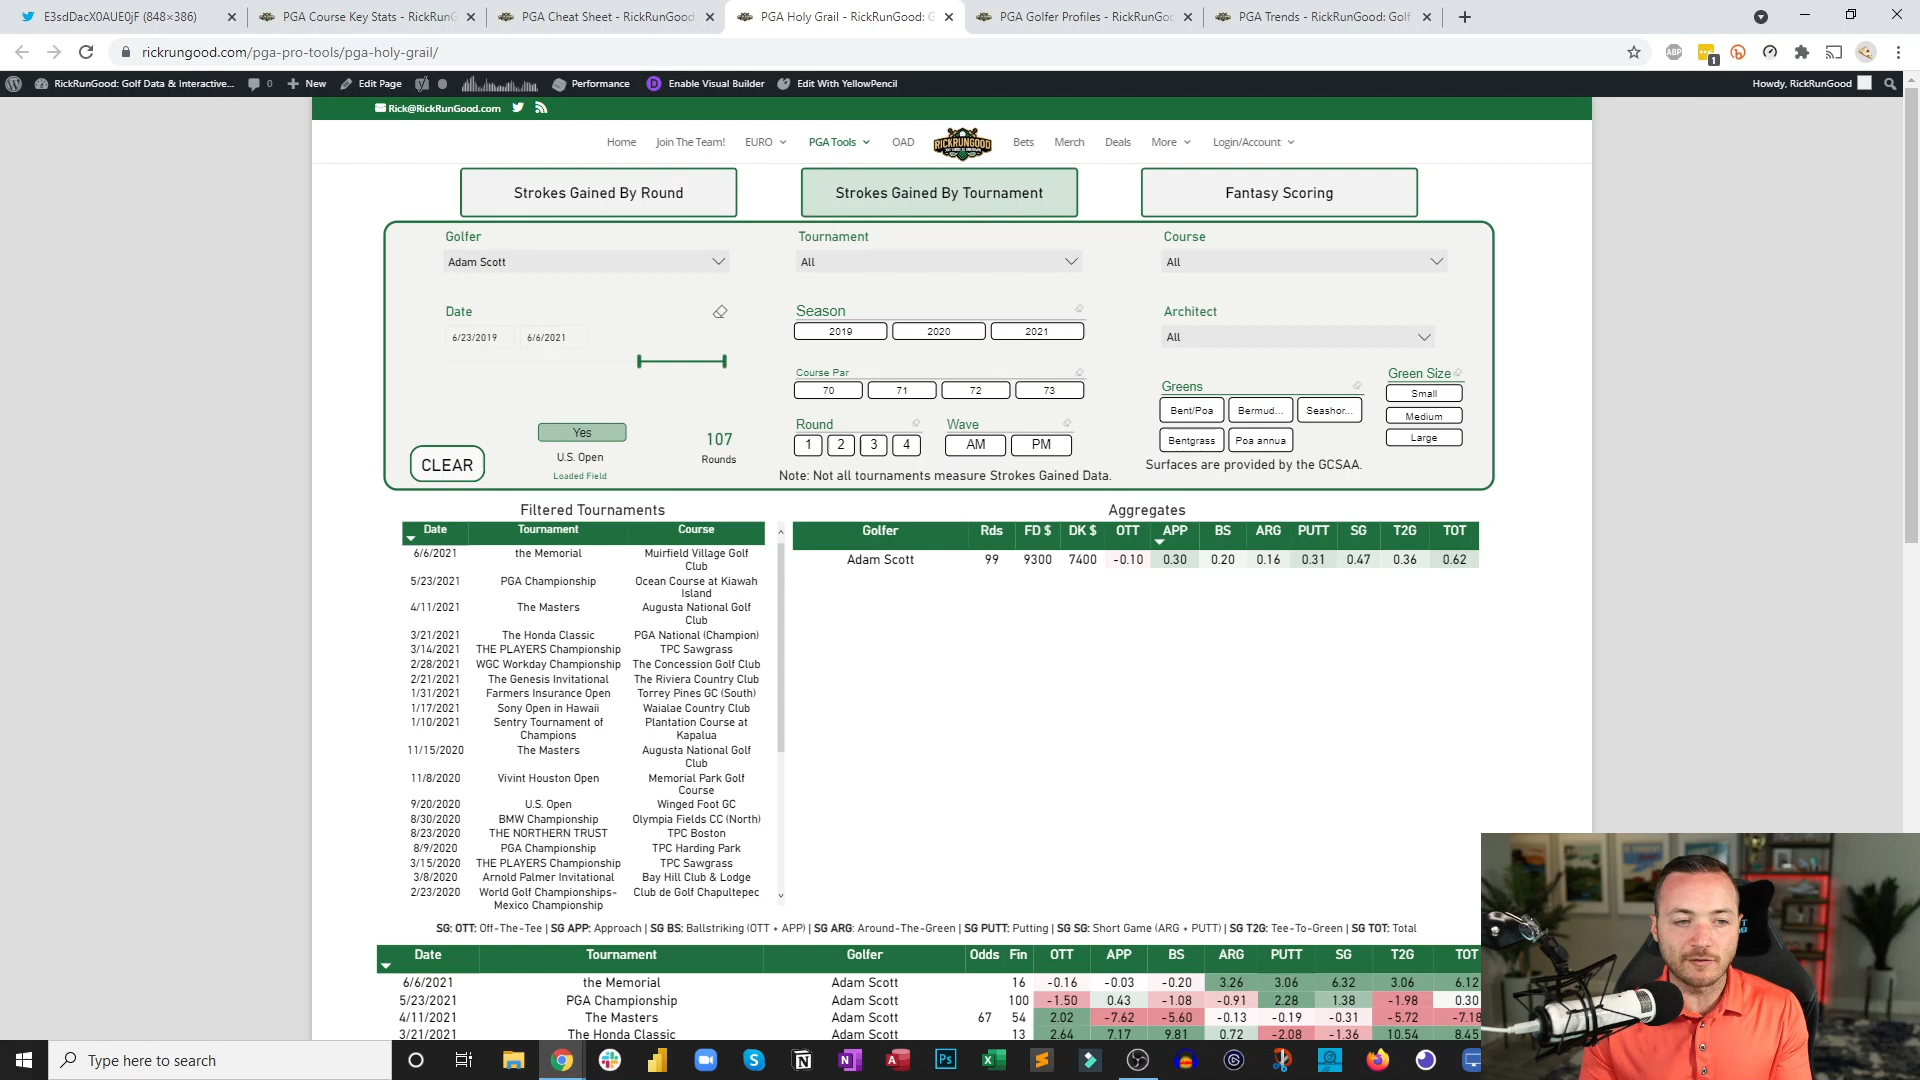 E3sdDacX0AUE0jF (848×386)
PGA Course Key Stats - RickRunG
PGA Cheat Sheet - RickRunGood:
PGA Holy Grail - RickRunGood: G
PGA Golfer Profiles - RickRunGo
PGA Trends - RickRunGood: Golf
rickrungood.com/pga-pro-tools/pga-holy-grail/
ABP
1
RickRunGood: Golf Data & Interactive... 0 New Edit Page Performance Enable Visual Builder Edit With YellowPencil Howdy, RickRunGood
Rick@RickRunGood.com
Home Join The Team! EURO PGA Tools OAD RICKRUNGOOD Bets Merch Deals More Login/Account
Strokes Gained By Round Strokes Gained By Tournament Fantasy Scoring
Golfer Tournament Course
Adam Scott All All
Date Season Architect
6/23/2019 6/6/2021 2019 2020 2021 All
Course Par Green Size
70 71 72 73 Greens Small
Bent/Poa Bermud... Seashor... Medium
Yes 107 Round Wave Large
CLEAR U.S. Open Rounds 1 2 3 4 AM PM Bentgrass Poa annua
Loaded Field Note: Not all tournaments measure Strokes Gained Data. Surfaces are provided by the GCSAA.
Filtered Tournaments
Date Tournament Course
6/6/2021 the Memorial Muirfield Village Golf Club
5/23/2021 PGA Championship Ocean Course at Kiawah Island
4/11/2021 The Masters Augusta National Golf Club
3/21/2021 The Honda Classic PGA National (Champion)
3/14/2021 THE PLAYERS Championship TPC Sawgrass
2/28/2021 WGC Workday Championship The Concession Golf Club
2/21/2021 The Genesis Invitational The Riviera Country Club
1/31/2021 Farmers Insurance Open Torrey Pines GC (South)
1/17/2021 Sony Open in Hawaii Waialae Country Club
1/10/2021 Sentry Tournament of Champions Plantation Course at Kapalua
11/15/2020 The Masters Augusta National Golf Club
11/8/2020 Vivint Houston Open Memorial Park Golf Course
9/20/2020 U.S. Open Winged Foot GC
8/30/2020 BMW Championship Olympia Fields CC (North)
8/23/2020 THE NORTHERN TRUST TPC Boston
8/9/2020 PGA Championship TPC Harding Park
3/15/2020 THE PLAYERS Championship TPC Sawgrass
3/8/2020 Arnold Palmer Invitational Bay Hill Club & Lodge
2/23/2020 World Golf Championships-Mexico Championship Club de Golf Chapultepec
Aggregates
Golfer Rds FD $ DK $ OTT APP BS ARG PUTT SG T2G TOT
Adam Scott 99 9300 7400 -0.10 0.30 0.20 0.16 0.31 0.47 0.36 0.62
SG: OTT: Off-The-Tee | SG APP: Approach | SG BS: Ballstriking (OTT + APP) | SG ARG: Around-The-Green | SG PUTT: Putting | SG SG: Short Game (ARG + PUTT) | SG T2G: Tee-To-Green | SG TOT: Total
Date Tournament Golfer Odds Fin OTT APP BS ARG PUTT SG T2G TOT
6/6/2021 the Memorial Adam Scott 16 -0.16 -0.03 -0.20 3.26 3.06 6.32 3.06 6.12
5/23/2021 PGA Championship Adam Scott 100 -1.50 0.43 -1.08 -0.91 2.28 1.38 -1.98 0.30
4/11/2021 The Masters Adam Scott 67 54 2.02 -7.62 -5.60 -0.13 -0.19 -0.31 -5.72 -7.18
3/21/2021 The Honda Classic Adam Scott 13 2.64 7.17 9.81 0.72 -2.08 -1.36 10.54 8.45
Type here to search